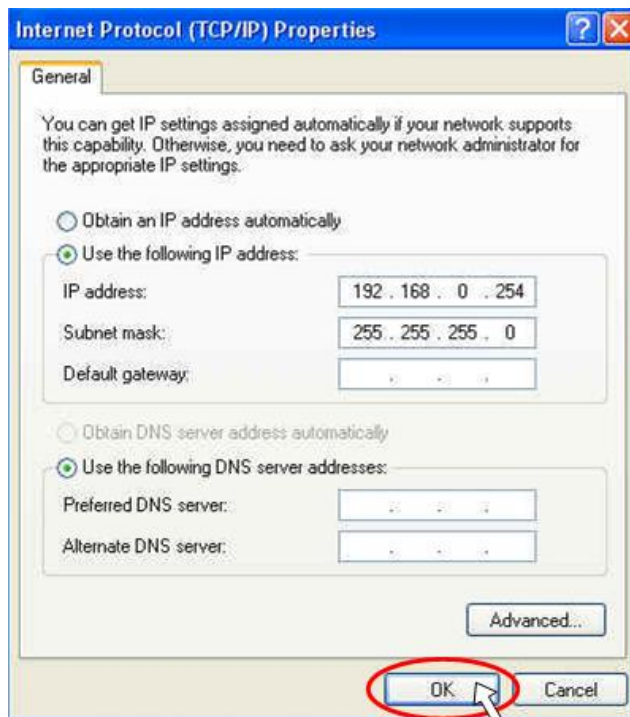 Internet Protocol (TCP/IP) Properties
General
You can get IP settings assigned automatically if your network supports
this capability. Otherwise, you need to ask your network administrator for
the appropriate IP settings.
Obtain an IP address automatically
Use the following IP address:
IP address: 192 . 168 . 0 . 254
Subnet mask: 255 . 255 . 255 . 0
Default gateway: . . .
Obtain DNS server address automatically
Use the following DNS server addresses:
Preferred DNS server: . . .
Alternate DNS server: . . .
Advanced...
OK Cancel